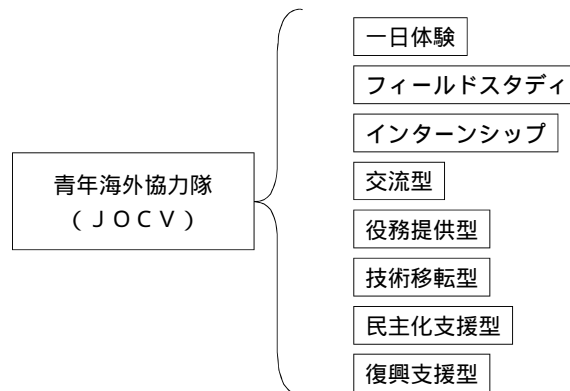 青年海外協力隊
（ＪＯＣＶ）
一日体験
フィールドスタディ
インターンシップ
交流型
役務提供型
技術移転型
民主化支援型
復興支援型